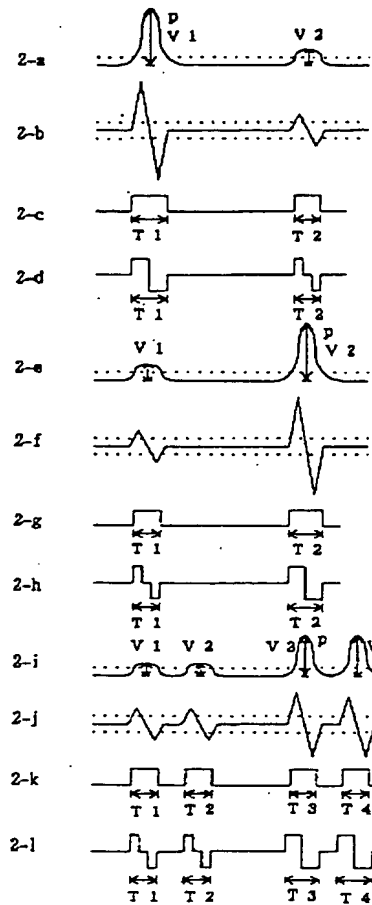 p
2-a V 1 V 2
2-b
2-c
T 1 T 2
2-d
T 1 T 2
p
V 1 V 2
2-e
2-f
2-g
T 1 T 2
2-h
T 1 T 2
V 1 V 2 V 3 p V
2-i
2-j
2-k
T 1 T 2 T 3 T 4
2-l
T 1 T 2 T 3 T 4